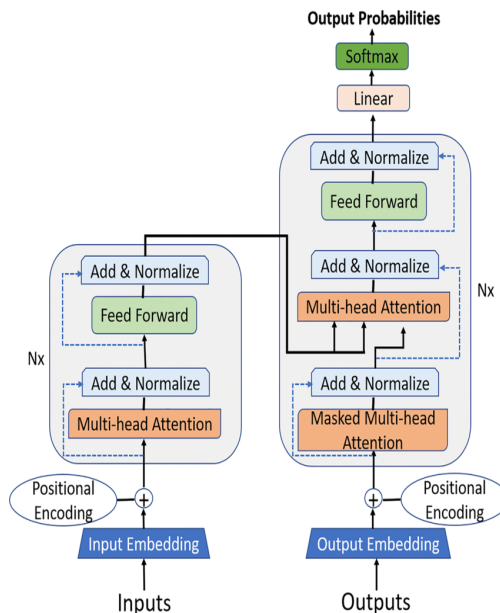 Output Probabilities
Softmax
Linear
Add & Normalize
Feed Forward
Add & Normalize
Multi-head Attention
Nx
Add & Normalize
Masked Multi-head
Attention
Add & Normalize
Feed Forward
Nx
Add & Normalize
Multi-head Attention
Positional
Encoding
+
+
Positional
Encoding
Input Embedding
Output Embedding
Inputs
Outputs